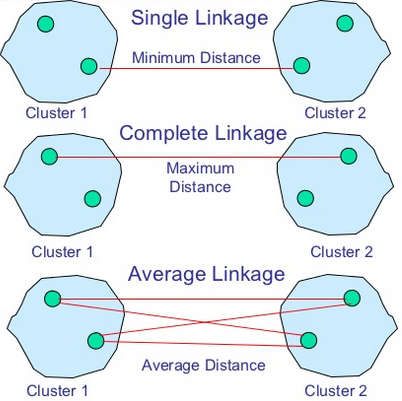 Single Linkage
Minimum Distance
Cluster 1
Cluster 2
Complete Linkage
Maximum
Distance
Cluster 1
Cluster 2
Average Linkage
Average Distance
Cluster 1
Cluster 2